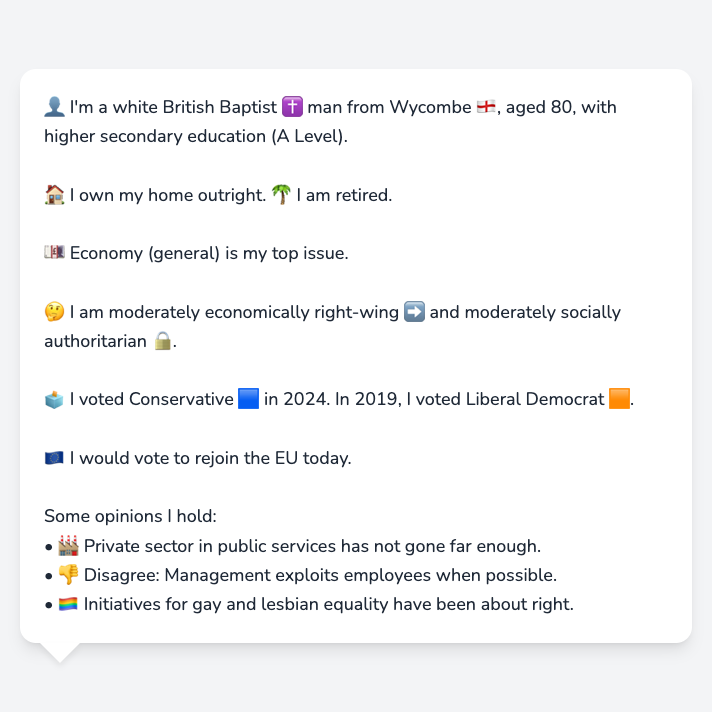 👤 I'm a white British Baptist ✝️ man from Wycombe 🏴󠁧󠁢󠁥󠁮󠁧󠁿, aged 80, with
higher secondary education (A Level).
🏠 I own my home outright. 🌴 I am retired.
💷 Economy (general) is my top issue.
🤔 I am moderately economically right-wing ➡️ and moderately socially
authoritarian 🔒.
🗳️ I voted Conservative 🟦 in 2024. In 2019, I voted Liberal Democrat 🟧.
🇪🇺 I would vote to rejoin the EU today.
Some opinions I hold:
• 🏭 Private sector in public services has not gone far enough.
• 👎 Disagree: Management exploits employees when possible.
• 🏳️‍🌈 Initiatives for gay and lesbian equality have been about right.